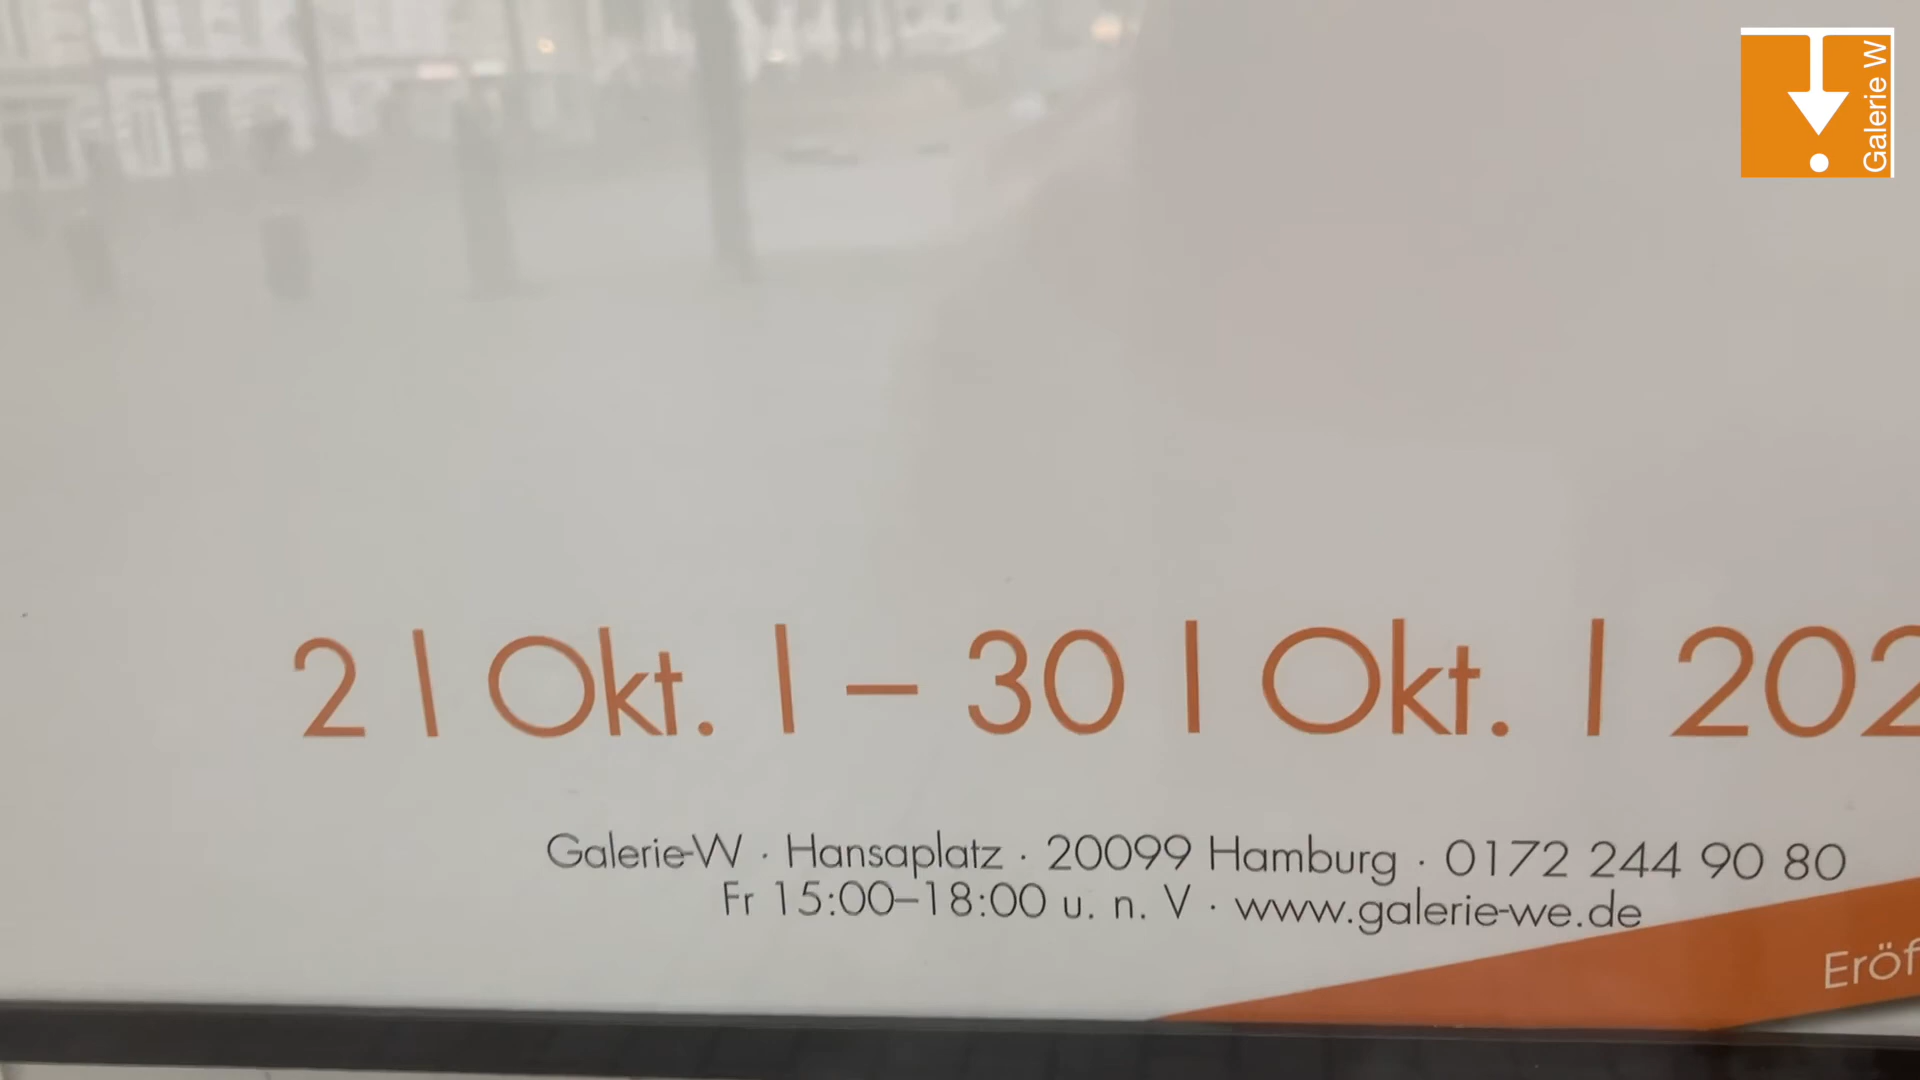 Galerie W
2 | Okt. | – 30 | Okt. | 202
Galerie-W · Hansaplatz · 20099 Hamburg · 0172 244 90 80
Fr 15:00–18:00 u. n. V · www.galerie-we.de
Eröf